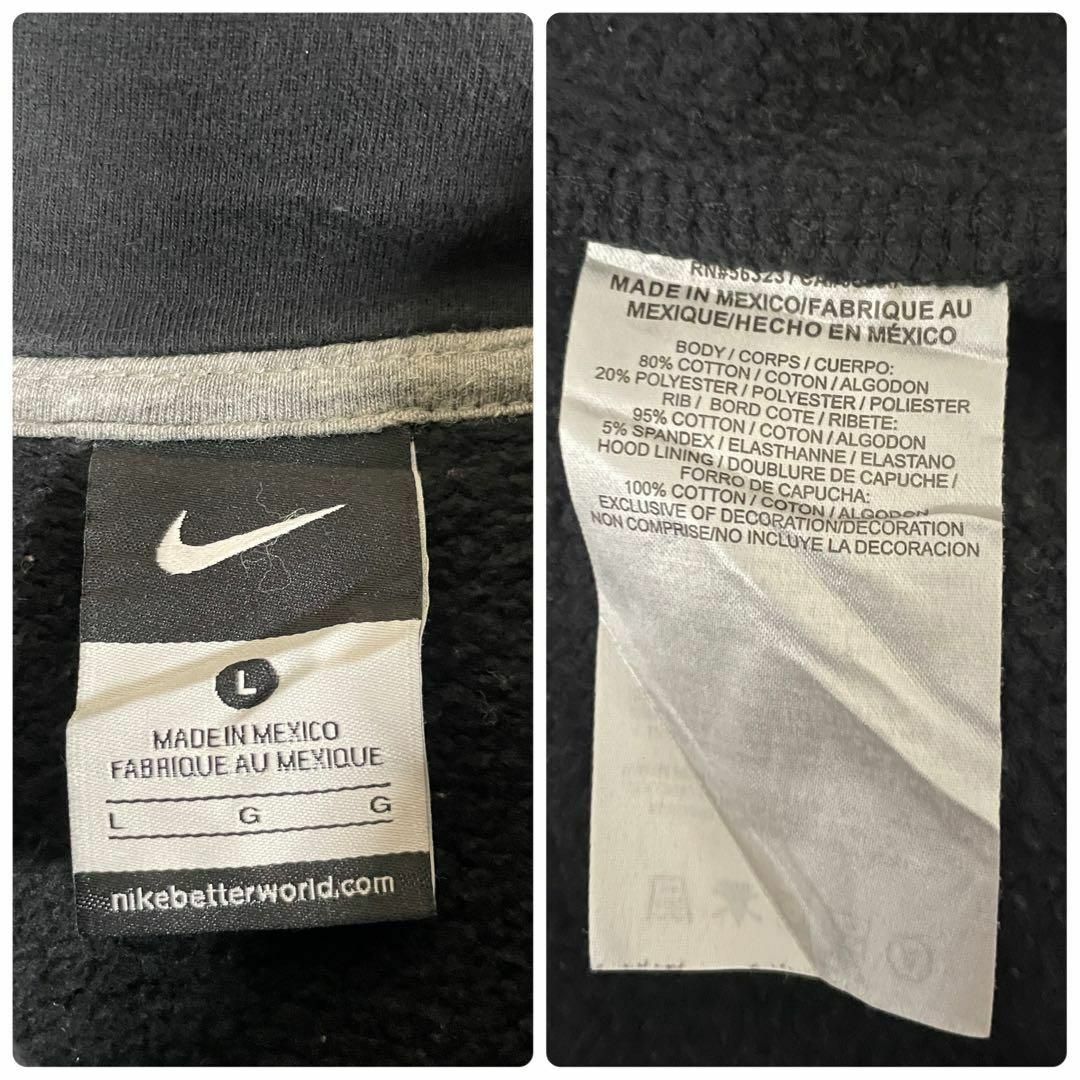 L
MADE IN MEXICO
FABRIQUE AU MEXIQUE
L G G
nikebetterworld.com
MADE IN MEXICO/FABRIQUE AU
MEXIQUE/HECHO EN MÉXICO
BODY / CORPS / CUERPO:
80% COTTON / COTON / ALGODON
20% POLYESTER / POLYESTER / POLIESTER
RIB / BORD COTE / RIBETE:
95% COTTON / COTON / ALGODON
5% SPANDEX / ELASTHANNE / ELASTANO
HOOD LINING / DOUBLURE DE CAPUCHE /
FORRO DE CAPUCHA:
100% COTTON / COTON / ALGODON
EXCLUSIVE OF DECORATION/DECORATION
NON COMPRISE/NO INCLUYE LA DECORACION